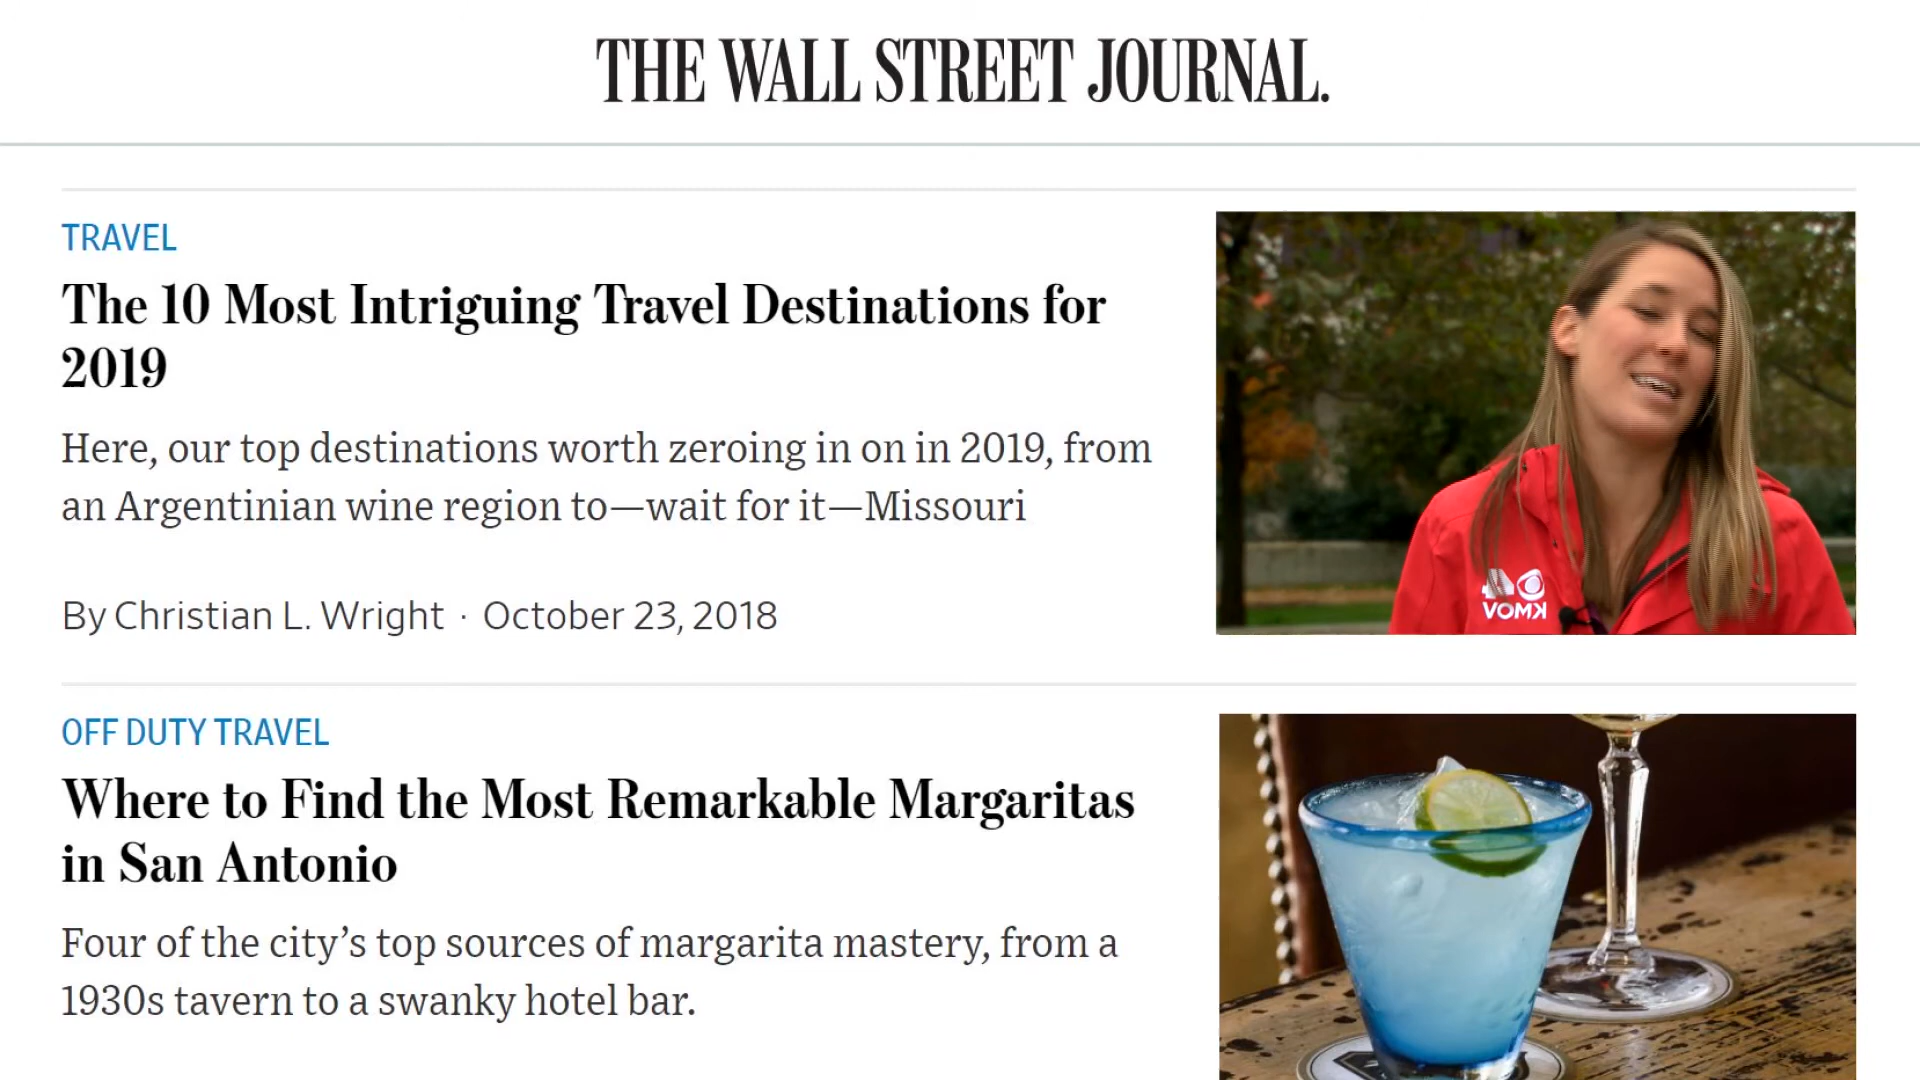 THE WALL STREET JOURNAL.
TRAVEL
The 10 Most Intriguing Travel Destinations for
2019
Here, our top destinations worth zeroing in on in 2019, from
an Argentinian wine region to—wait for it—Missouri
By Christian L. Wright · October 23, 2018
KMOV
OFF DUTY TRAVEL
Where to Find the Most Remarkable Margaritas
in San Antonio
Four of the city’s top sources of margarita mastery, from a
1930s tavern to a swanky hotel bar.